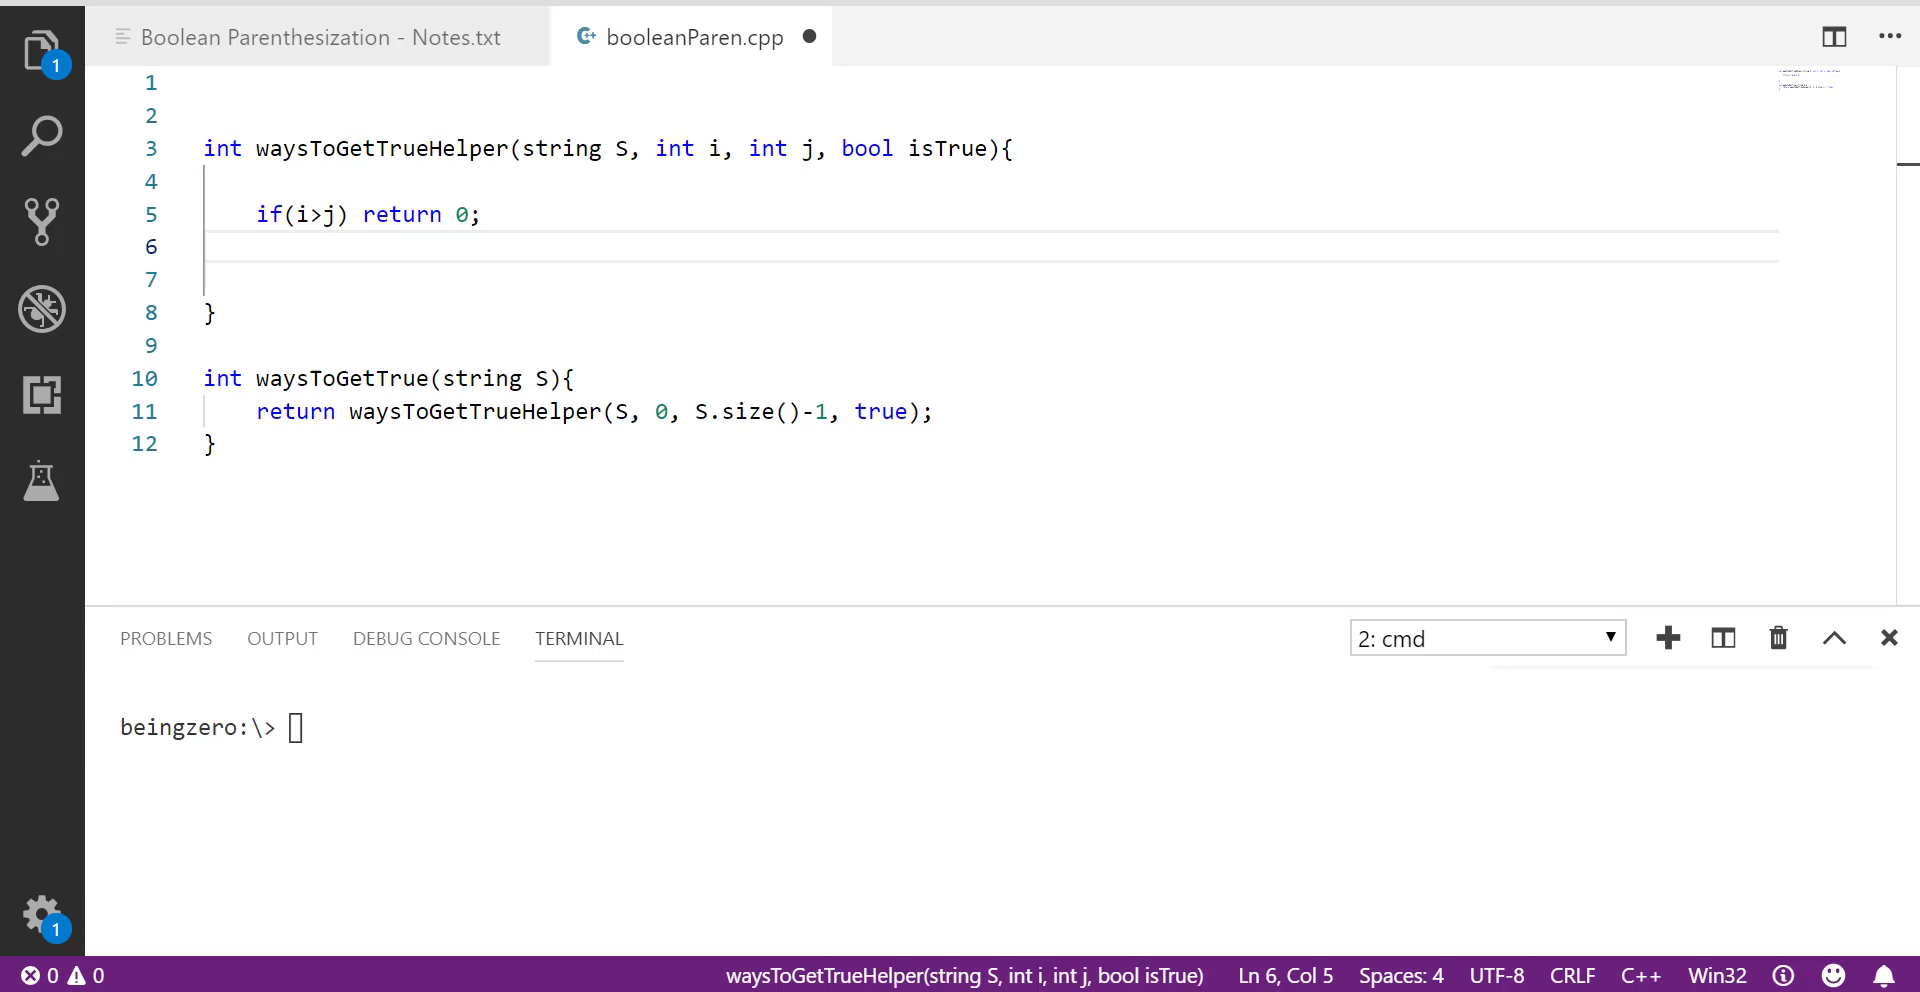 Boolean Parenthesization - Notes.txt
booleanParen.cpp
1
1
2
3 int waysToGetTrueHelper(string S, int i, int j, bool isTrue){
4
5 if(i>j) return 0;
6
7
8 }
9
10 int waysToGetTrue(string S){
11 return waysToGetTrueHelper(S, 0, S.size()-1, true);
12 }
PROBLEMS OUTPUT DEBUG CONSOLE TERMINAL 2: cmd
beingzero:\>
1
0 0 waysToGetTrueHelper(string S, int i, int j, bool isTrue) Ln 6, Col 5 Spaces: 4 UTF-8 CRLF C++ Win32